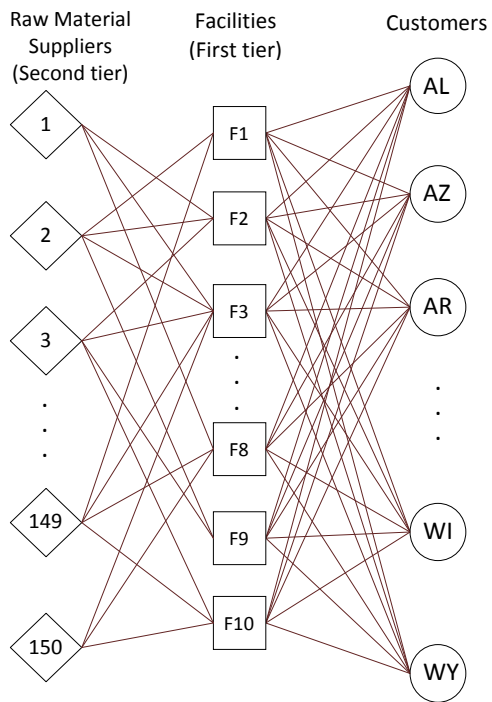 Raw Material
Suppliers
(Second tier)
Facilities
(First tier)
Customers
1
2
3
. . .
149
150
F1
F2
F3
. . .
F8
F9
F10
AL
AZ
AR
. . .
WI
WY